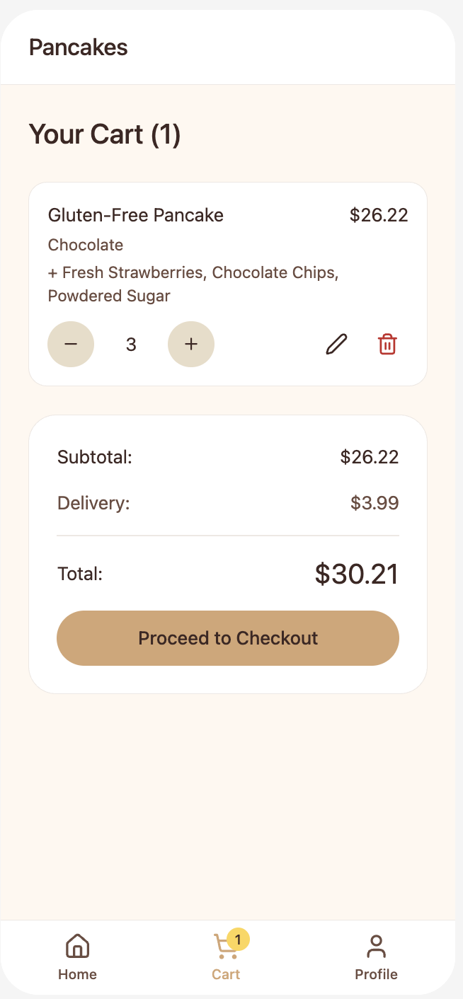 Pancakes
Your Cart (1)
Gluten-Free Pancake $26.22
Chocolate
+ Fresh Strawberries, Chocolate Chips,
Powdered Sugar
− 3 +
Subtotal: $26.22
Delivery: $3.99
Total: $30.21
Proceed to Checkout
1
Home Cart Profile